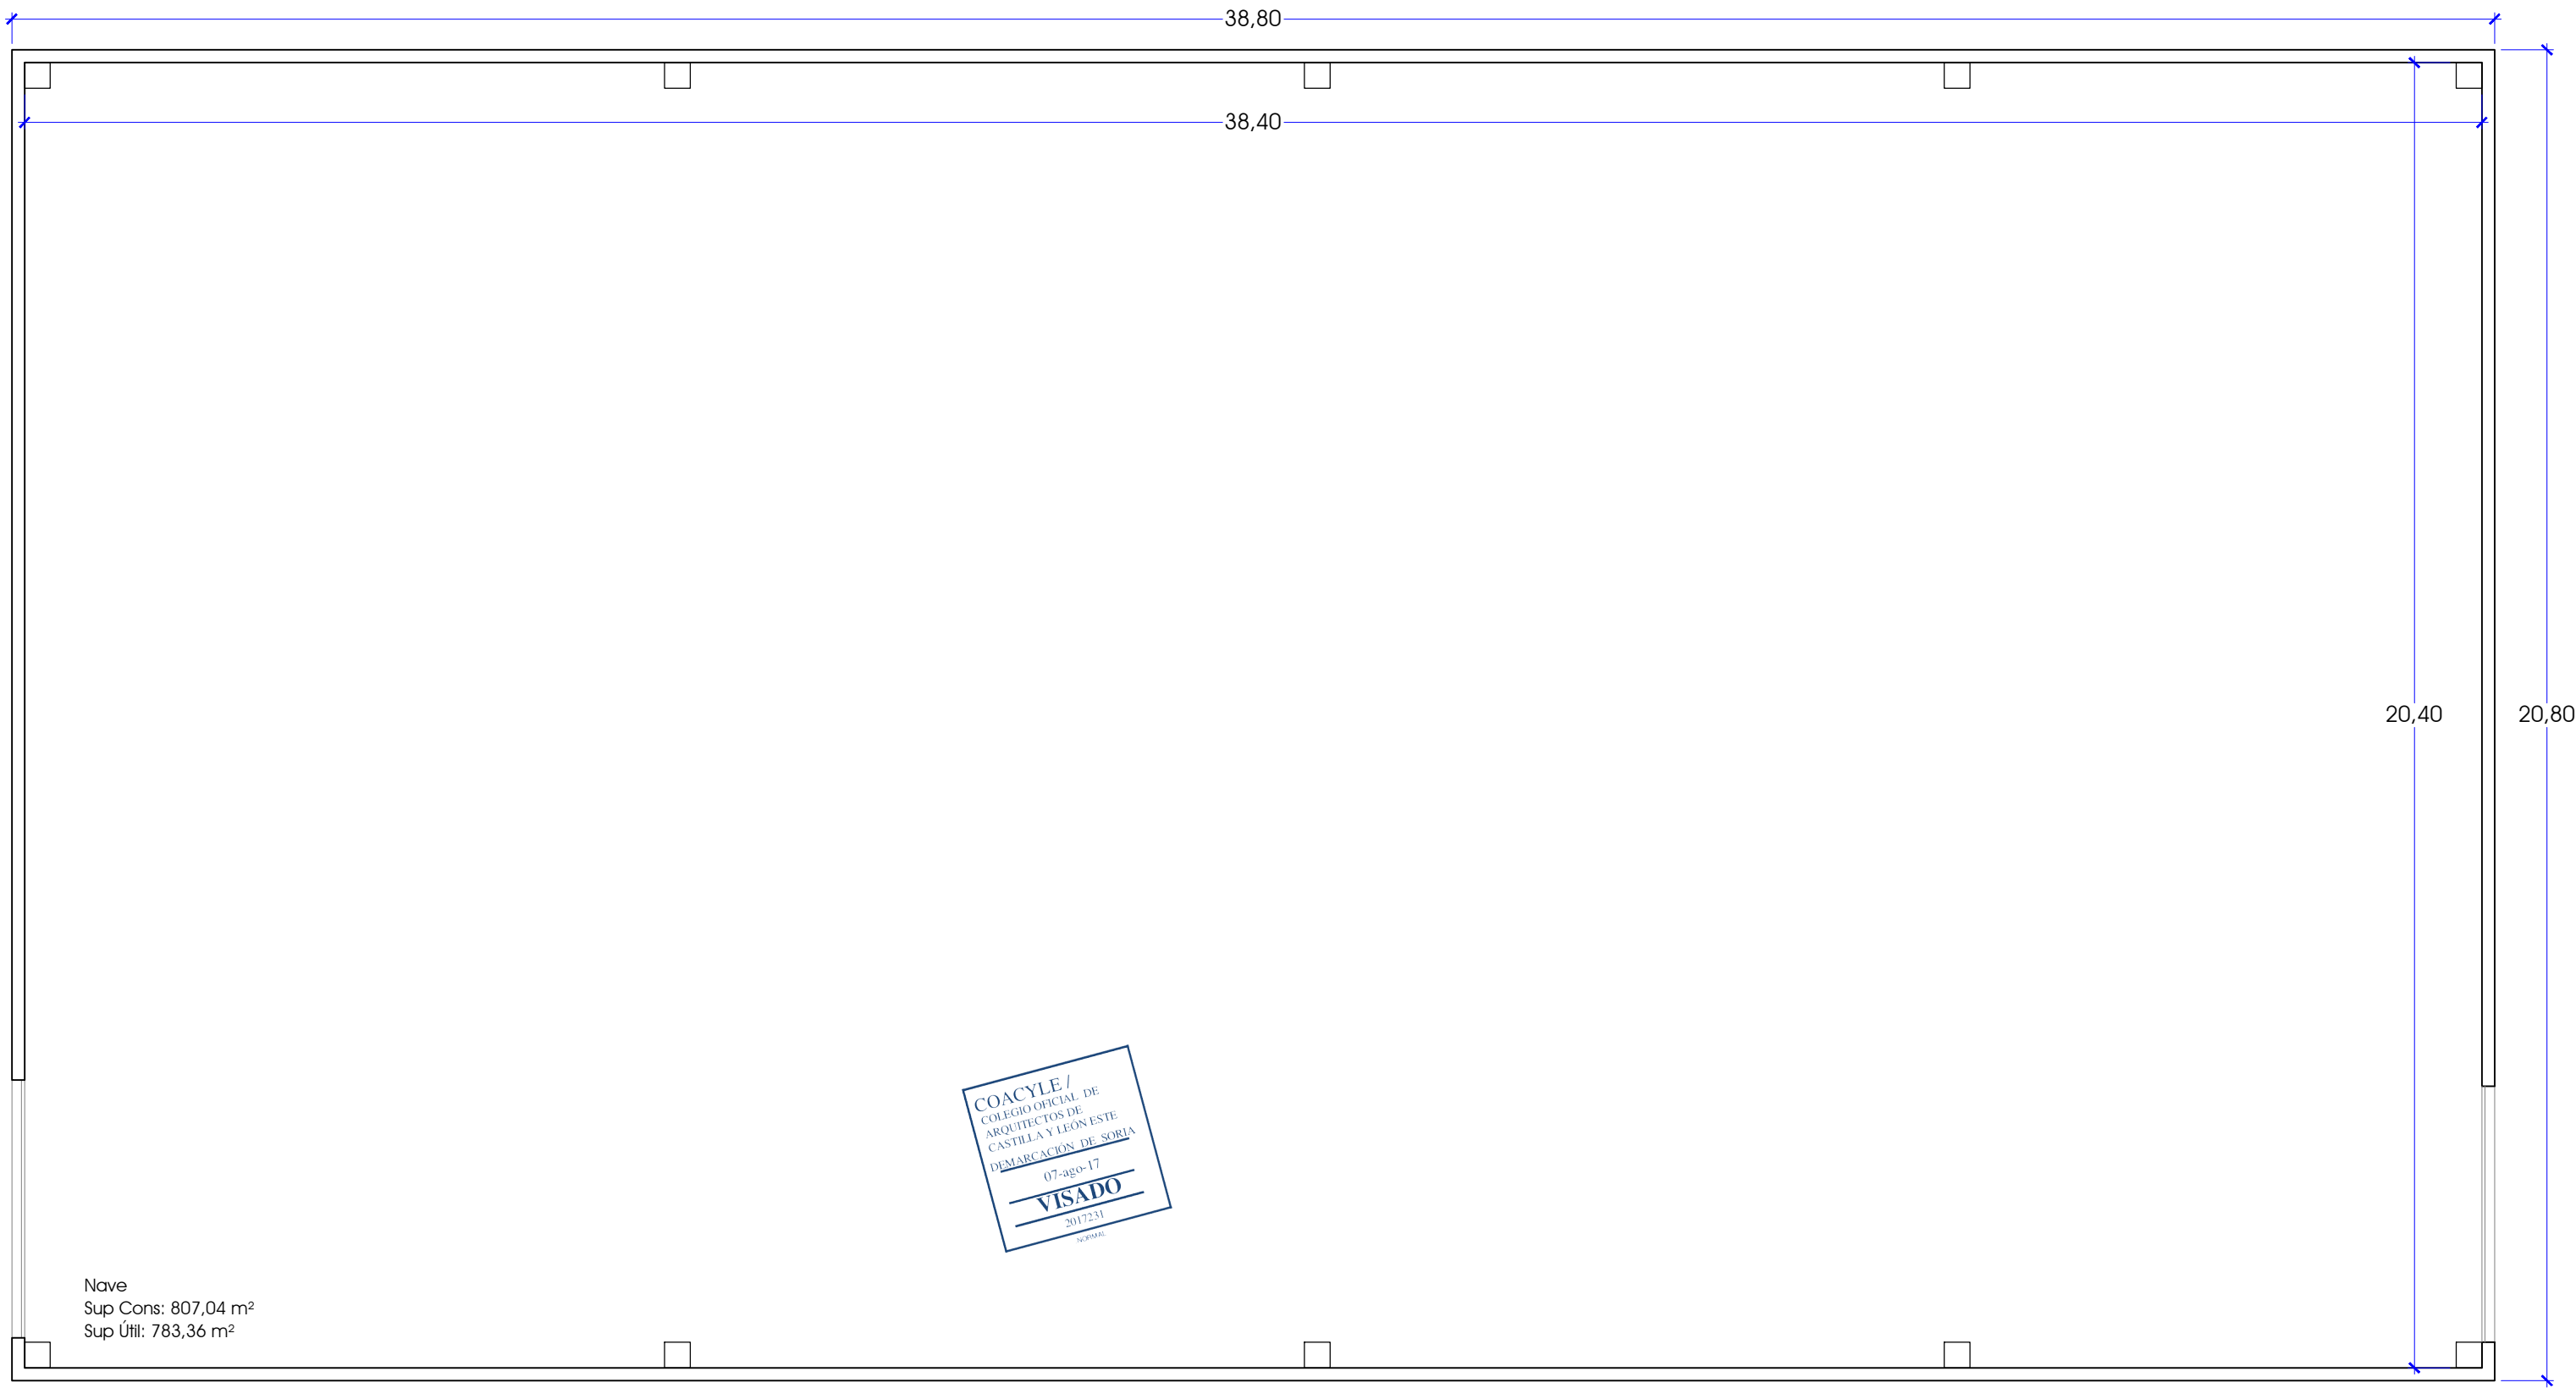 38,80
38,40
20,40
20,80
COACYLE /
COLEGIO OFICIAL DE
ARQUITECTOS DE
CASTILLA Y LEÓN ESTE
DEMARCACIÓN DE SORIA
07-ago-17
VISADO
2017231
NORMAL
Nave
Sup Cons: 807,04 m²
Sup Útil: 783,36 m²